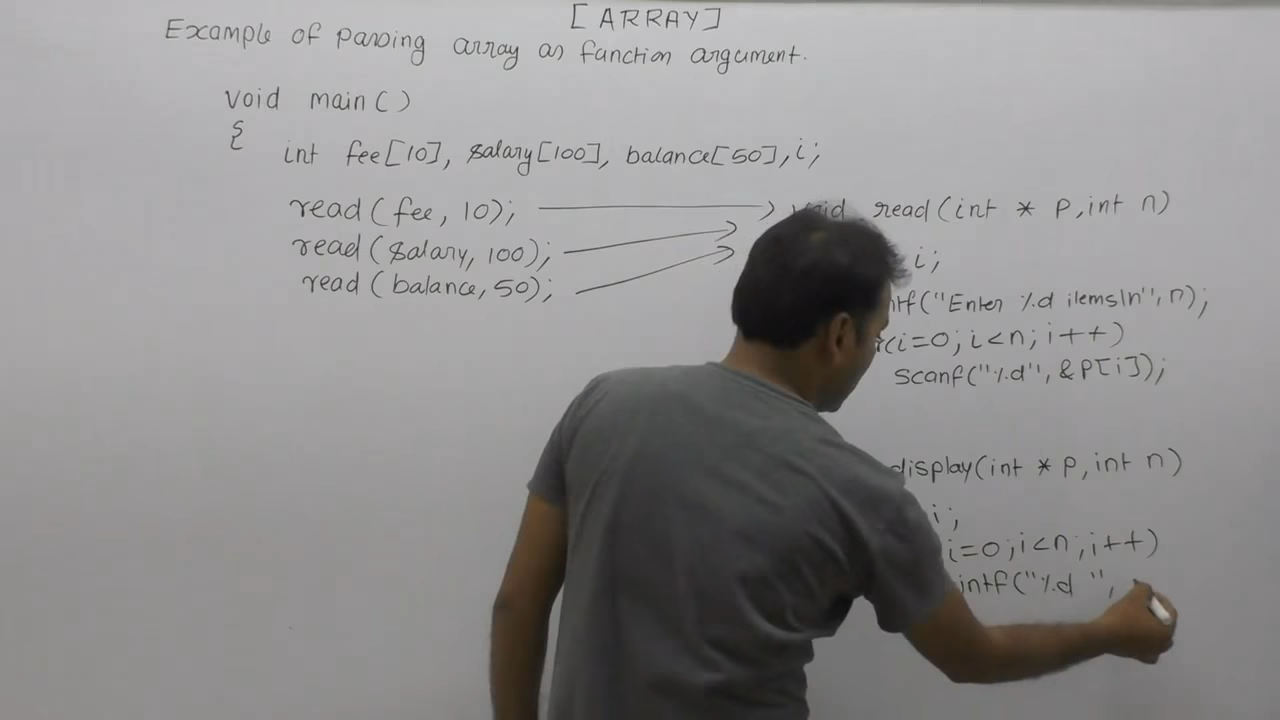 [ARRAY]
Example of Passing array as function argument.
void main()
{
int fee[10], salary[100], balance[50],i;
read(fee, 10);
read(salary, 100);
read(balance, 50);
void read(int * P,int n)
i;
ntf("Enter %d items\n",n);
(i=0;i<n;i++)
scanf("%d", &P[i]);
display(int * P,int n)
i;
i=0;i<n;i++)
intf("%d ",